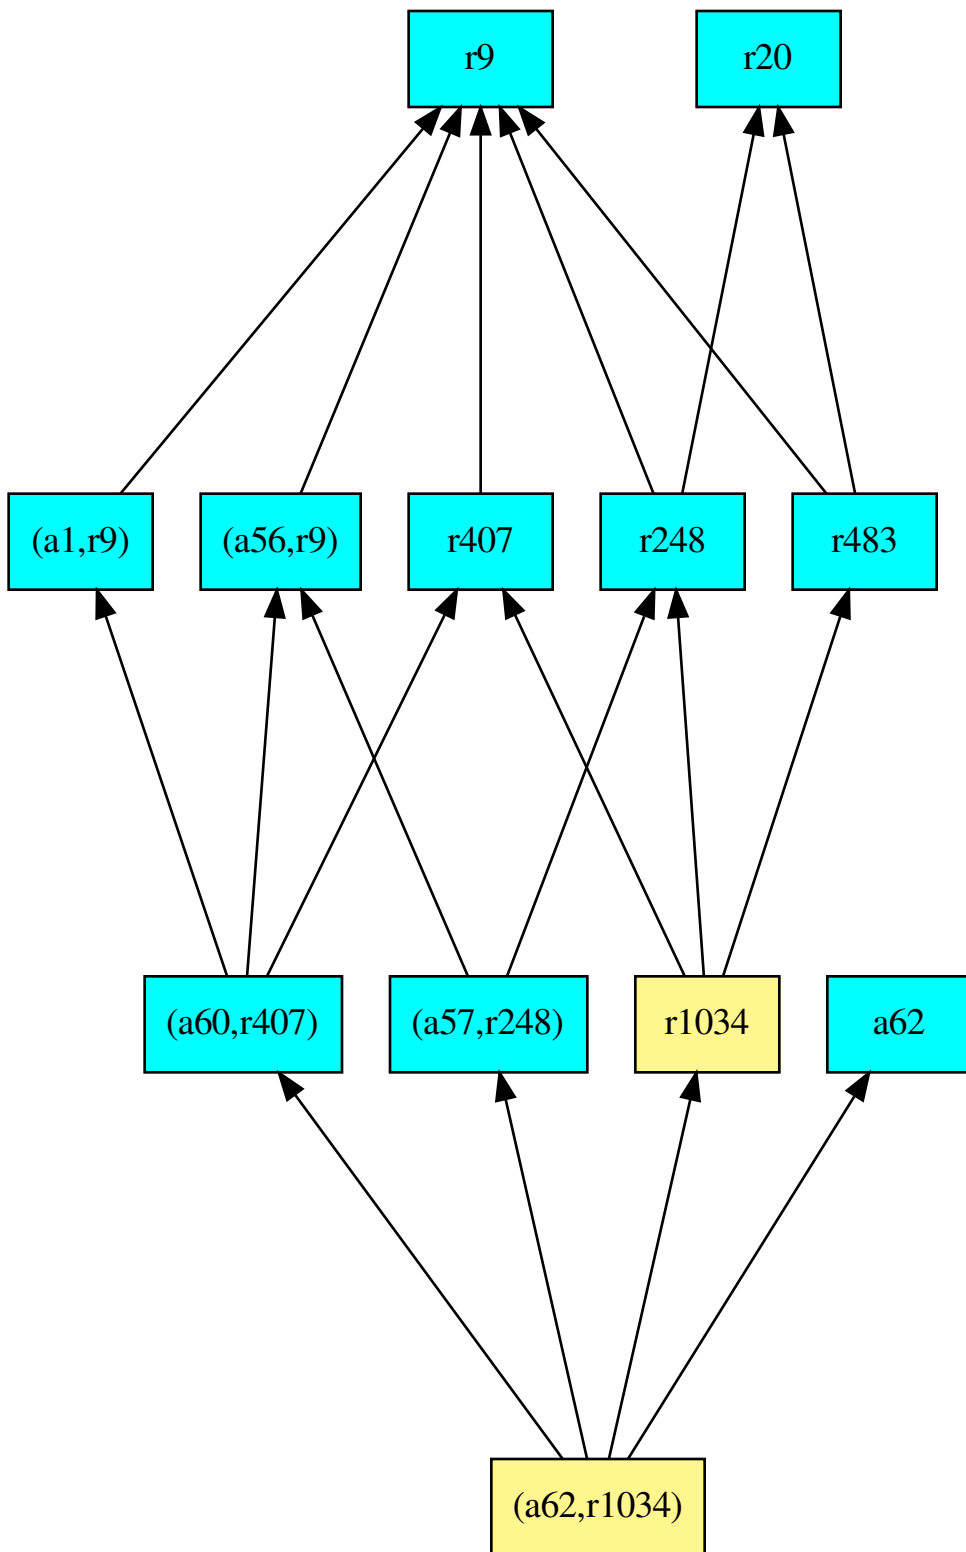 r9
r20
(a1,r9)
(a56,r9)
r407
r248
r483
(a60,r407)
(a57,r248)
r1034
a62
(a62,r1034)